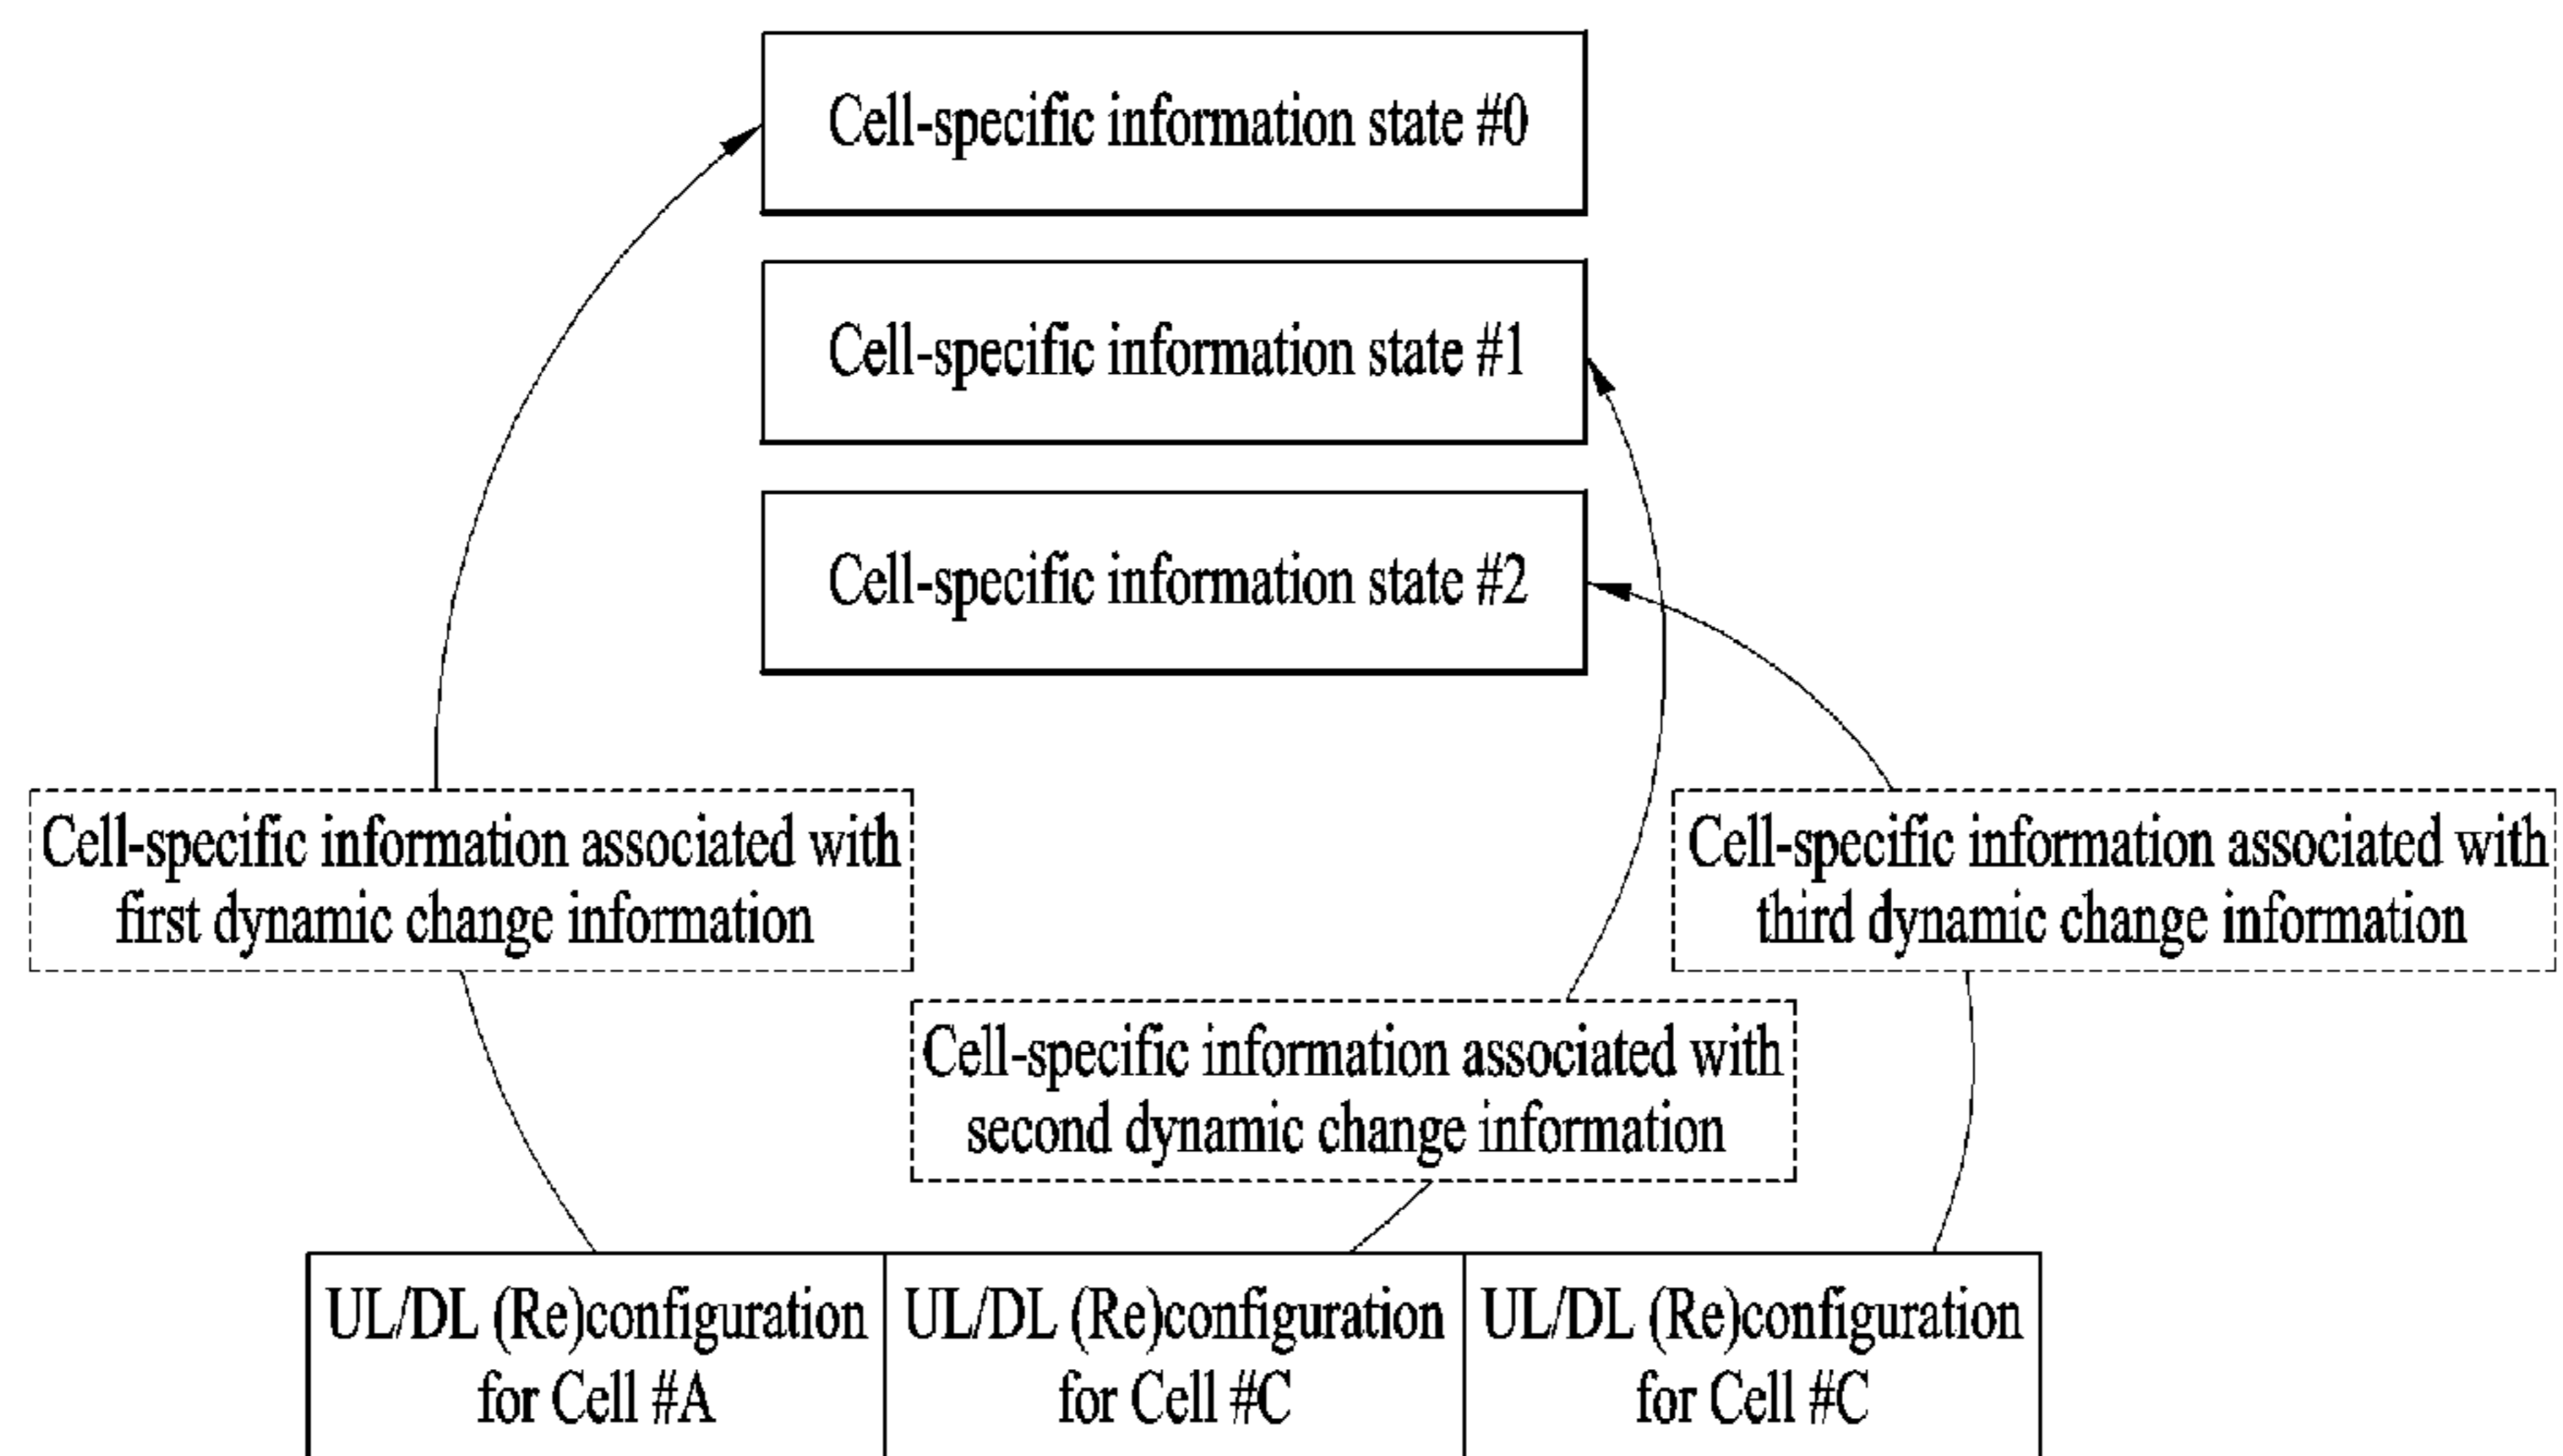 Cell-specific information state #0
Cell-specific information state #1
Cell-specific information state #2
Cell-specific information associated with
first dynamic change information
Cell-specific information associated with
third dynamic change information
Cell-specific information associated with
second dynamic change information
UL/DL (Re)configuration
for Cell #A
UL/DL (Re)configuration
for Cell #C
UL/DL (Re)configuration
for Cell #C